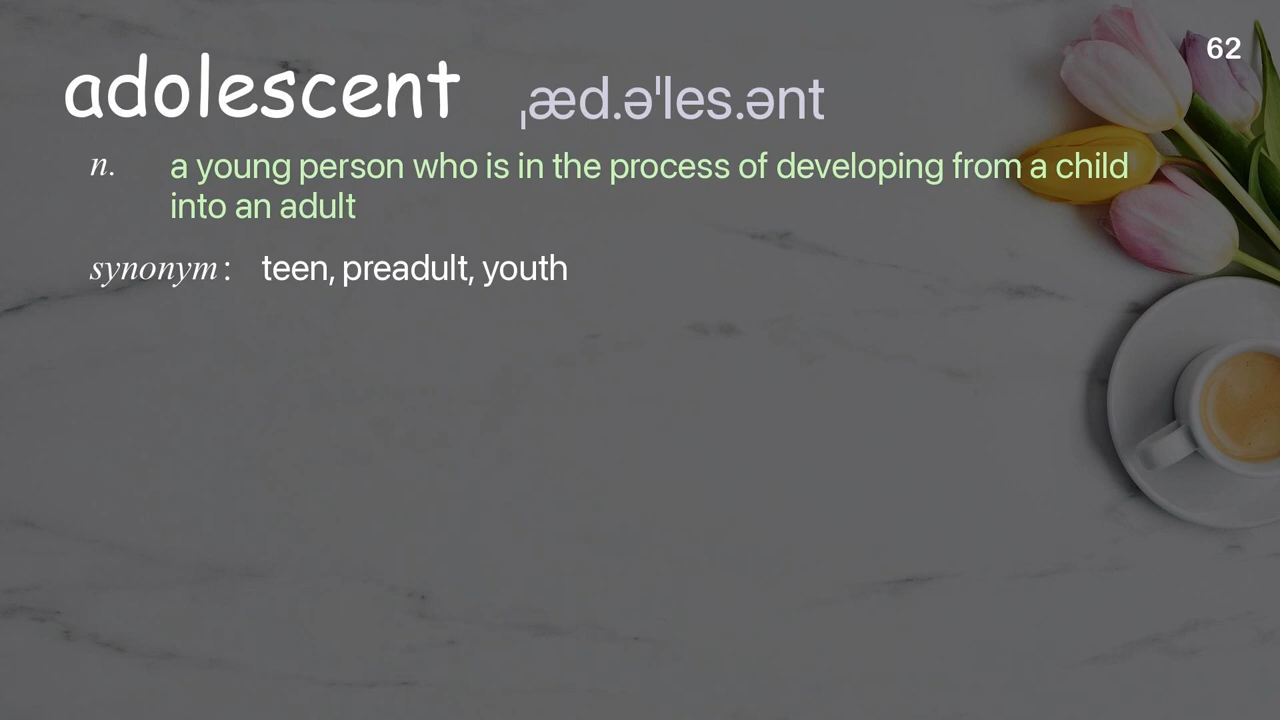 62
adolescent ˌæd.əˈles.ənt
n. a young person who is in the process of developing from a child
into an adult
synonym: teen, preadult, youth